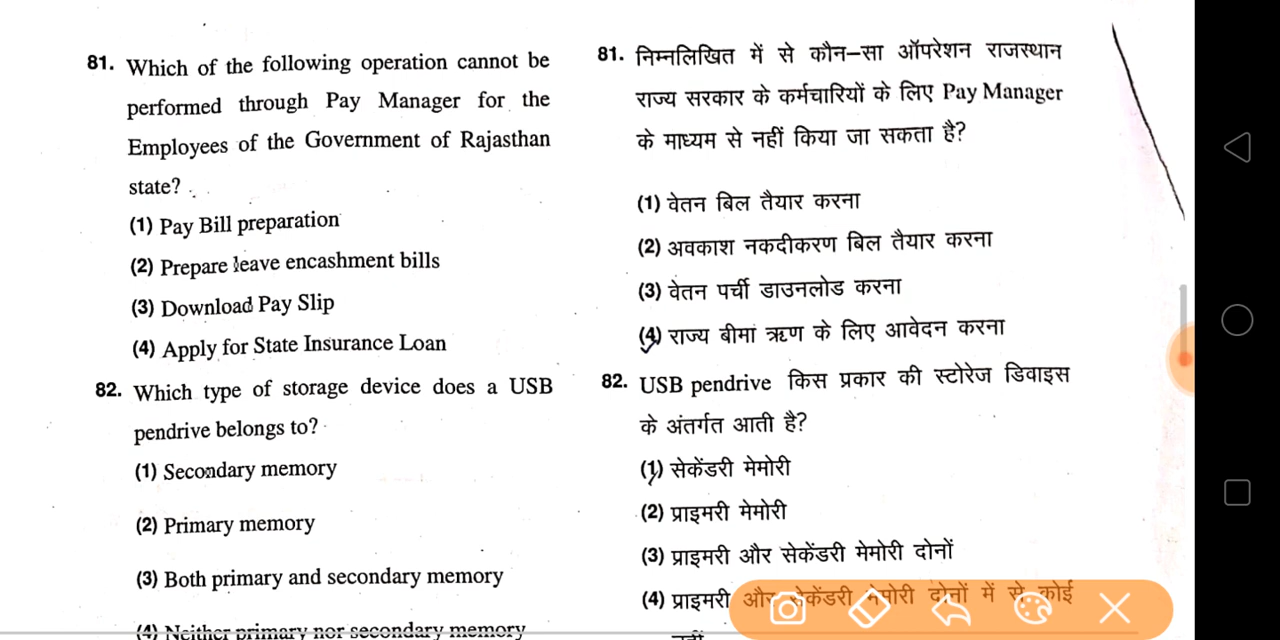 81. Which of the following operation cannot be
performed through Pay Manager for the
Employees of the Government of Rajasthan
state?
(1) Pay Bill preparation
(2) Prepare leave encashment bills
(3) Download Pay Slip
(4) Apply for State Insurance Loan
82. Which type of storage device does a USB
pendrive belongs to?
(1) Secondary memory
(2) Primary memory
(3) Both primary and secondary memory
(4) Neither primary nor secondary memory
81. निम्नलिखित में से कौन-सा ऑपरेशन राजस्थान
राज्य सरकार के कर्मचारियों के लिए Pay Manager
के माध्यम से नहीं किया जा सकता है?
(1) वेतन बिल तैयार करना
(2) अवकाश नकदीकरण बिल तैयार करना
(3) वेतन पर्ची डाउनलोड करना
(4) राज्य बीमा ऋण के लिए आवेदन करना
82. USB pendrive किस प्रकार की स्टोरेज डिवाइस
के अंतर्गत आती है?
(1) सेकेंडरी मेमोरी
(2) प्राइमरी मेमोरी
(3) प्राइमरी और सेकेंडरी मेमोरी दोनों
(4) प्राइमरी और सेकेंडरी मेमोरी दोनों में से कोई